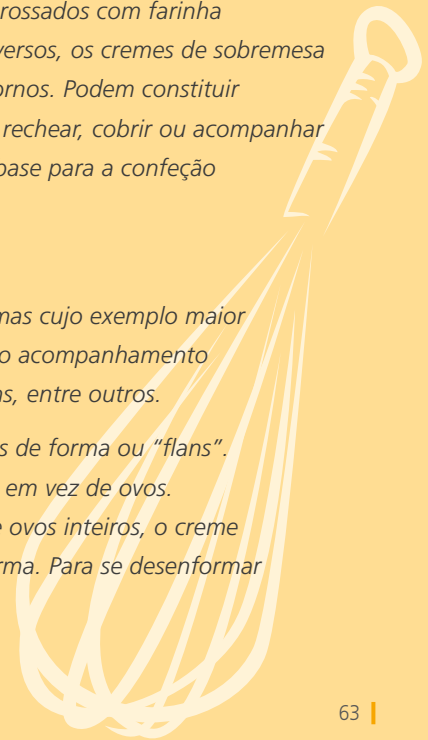 rossados com farinha
versos, os cremes de sobremesa
ornos. Podem constituir
rechear, cobrir ou acompanhar
base para a confeção
mas cujo exemplo maior
o acompanhamento
s, entre outros.
s de forma ou “flans”.
em vez de ovos.
e ovos inteiros, o creme
rma. Para se desenformar
63